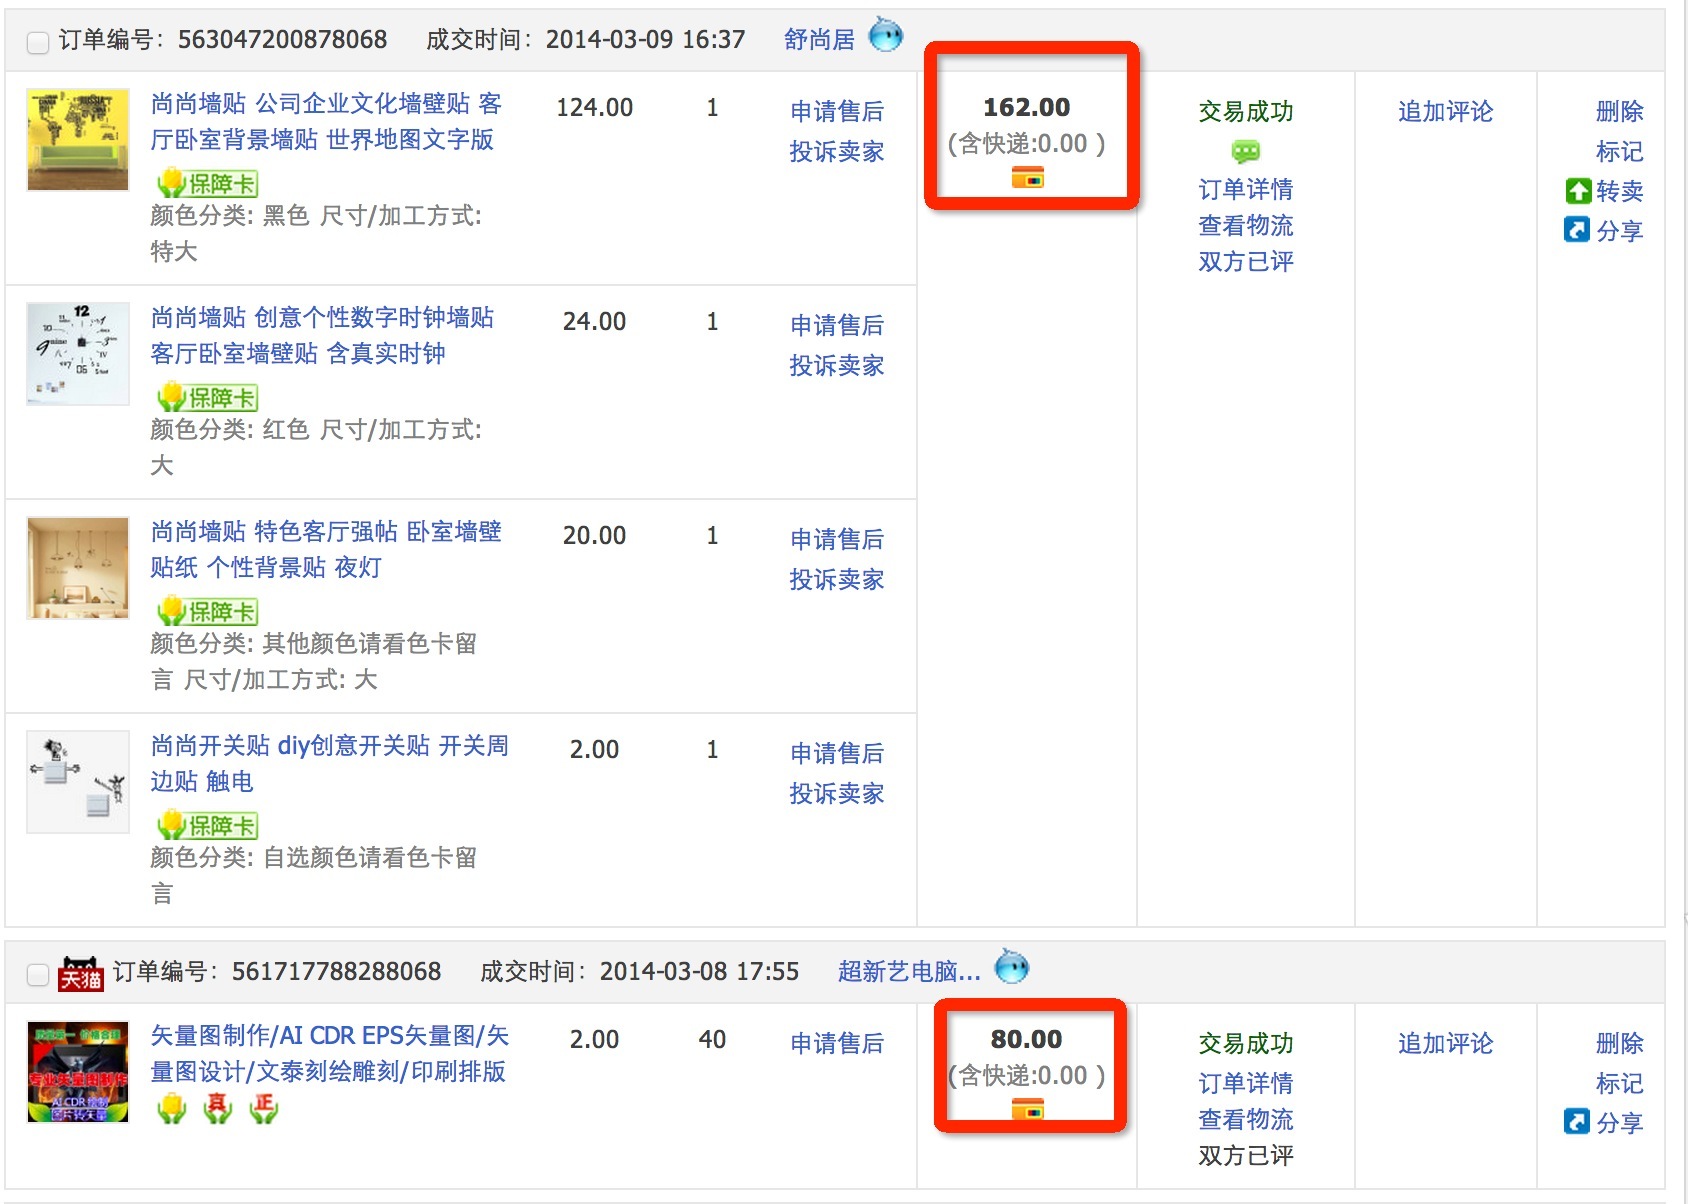 订单编号：563047200878068 成交时间：2014-03-09 16:37 舒尚居
尚尚墙贴 公司企业文化墙壁贴 客
厅卧室背景墙贴 世界地图文字版
保障卡
颜色分类: 黑色 尺寸/加工方式:
特大
124.00
1
申请售后
投诉卖家
162.00
(含快递:0.00 )
交易成功
订单详情
查看物流
双方已评
追加评论
删除
标记
转卖
分享
尚尚墙贴 创意个性数字时钟墙贴
客厅卧室墙壁贴 含真实时钟
保障卡
颜色分类: 红色 尺寸/加工方式:
大
24.00
1
申请售后
投诉卖家
尚尚墙贴 特色客厅强帖 卧室墙壁
贴纸 个性背景贴 夜灯
保障卡
颜色分类: 其他颜色请看色卡留
言 尺寸/加工方式: 大
20.00
1
申请售后
投诉卖家
尚尚开关贴 diy创意开关贴 开关周
边贴 触电
保障卡
颜色分类: 自选颜色请看色卡留
言
2.00
1
申请售后
投诉卖家
天猫 订单编号：561717788288068 成交时间：2014-03-08 17:55 超新艺电脑...
专业矢量图制作
矢量图制作/AI CDR EPS矢量图/矢
量图设计/文泰刻绘雕刻/印刷排版
真 正
2.00
40
申请售后
80.00
(含快递:0.00 )
交易成功
订单详情
查看物流
双方已评
追加评论
删除
标记
分享